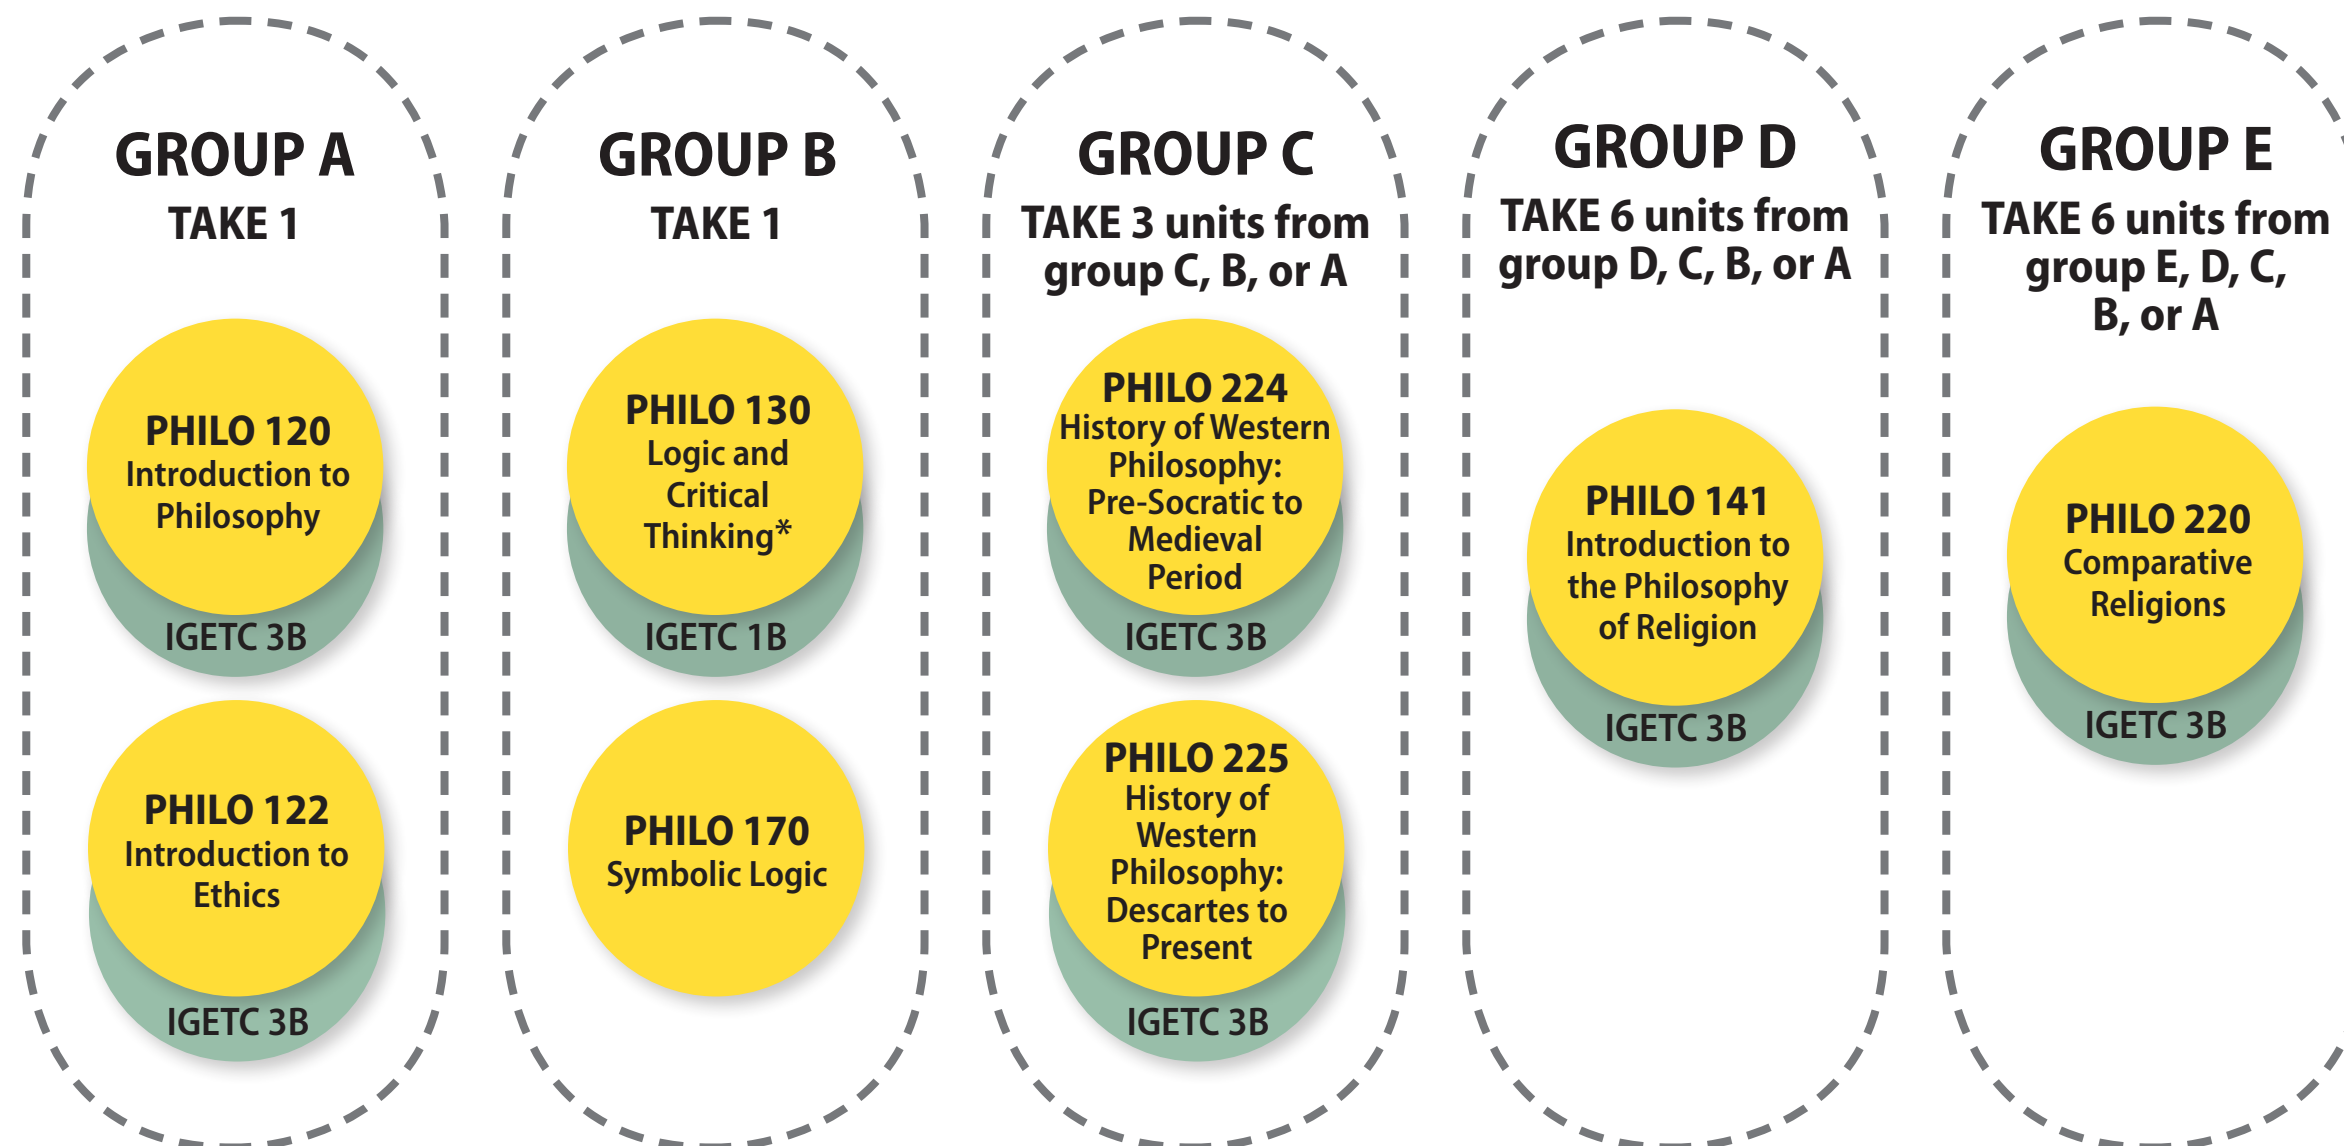 GROUP A
TAKE 1
PHILO 120
Introduction to
Philosophy
IGETC 3B
PHILO 122
Introduction to
Ethics
IGETC 3B
GROUP B
TAKE 1
PHILO 130
Logic and
Critical
Thinking*
IGETC 1B
PHILO 170
Symbolic Logic
GROUP C
TAKE 3 units from
group C, B, or A
PHILO 224
History of Western
Philosophy:
Pre-Socratic to
Medieval
Period
IGETC 3B
PHILO 225
History of
Western
Philosophy:
Descartes to
Present
IGETC 3B
GROUP D
TAKE 6 units from
group D, C, B, or A
PHILO 141
Introduction to
the Philosophy
of Religion
IGETC 3B
GROUP E
TAKE 6 units from
group E, D, C,
B, or A
PHILO 220
Comparative
Religions
IGETC 3B